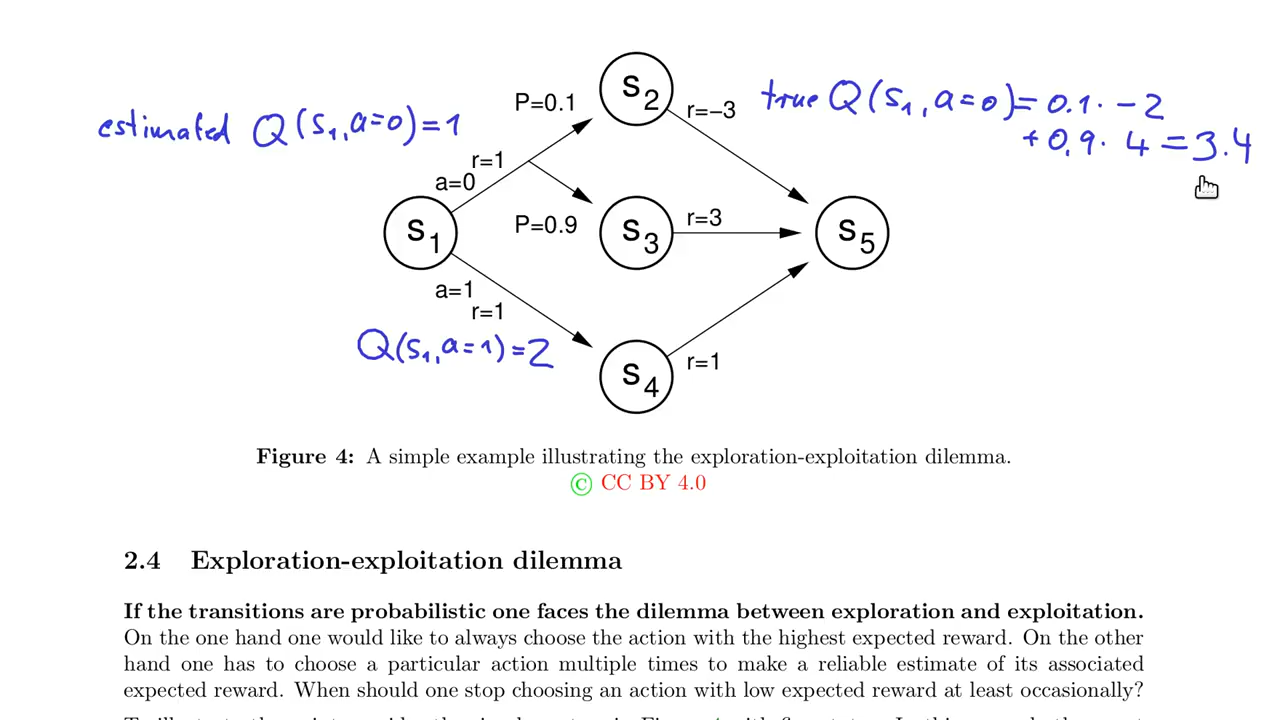 estimated Q(s₁,a=0)=1
true Q(s₁,a=0)=0.1·-2
+0,9·4=3.4
P=0.1
S₂
r=−3
r=1
a=0
S₁
P=0.9
S₃
r=3
S₅
a=1
r=1
Q(s₁,a=1)=2
S₄
r=1
Figure 4: A simple example illustrating the exploration-exploitation dilemma.
© CC BY 4.0
2.4 Exploration-exploitation dilemma
If the transitions are probabilistic one faces the dilemma between exploration and exploitation.
On the one hand one would like to always choose the action with the highest expected reward. On the other
hand one has to choose a particular action multiple times to make a reliable estimate of its associated
expected reward. When should one stop choosing an action with low expected reward at least occasionally?